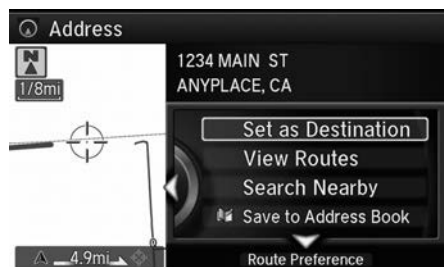 Address
N
1/8mi
1234 MAIN ST
ANYPLACE, CA
Set as Destination
View Routes
Search Nearby
Save to Address Book
4.9mi
Route Preference